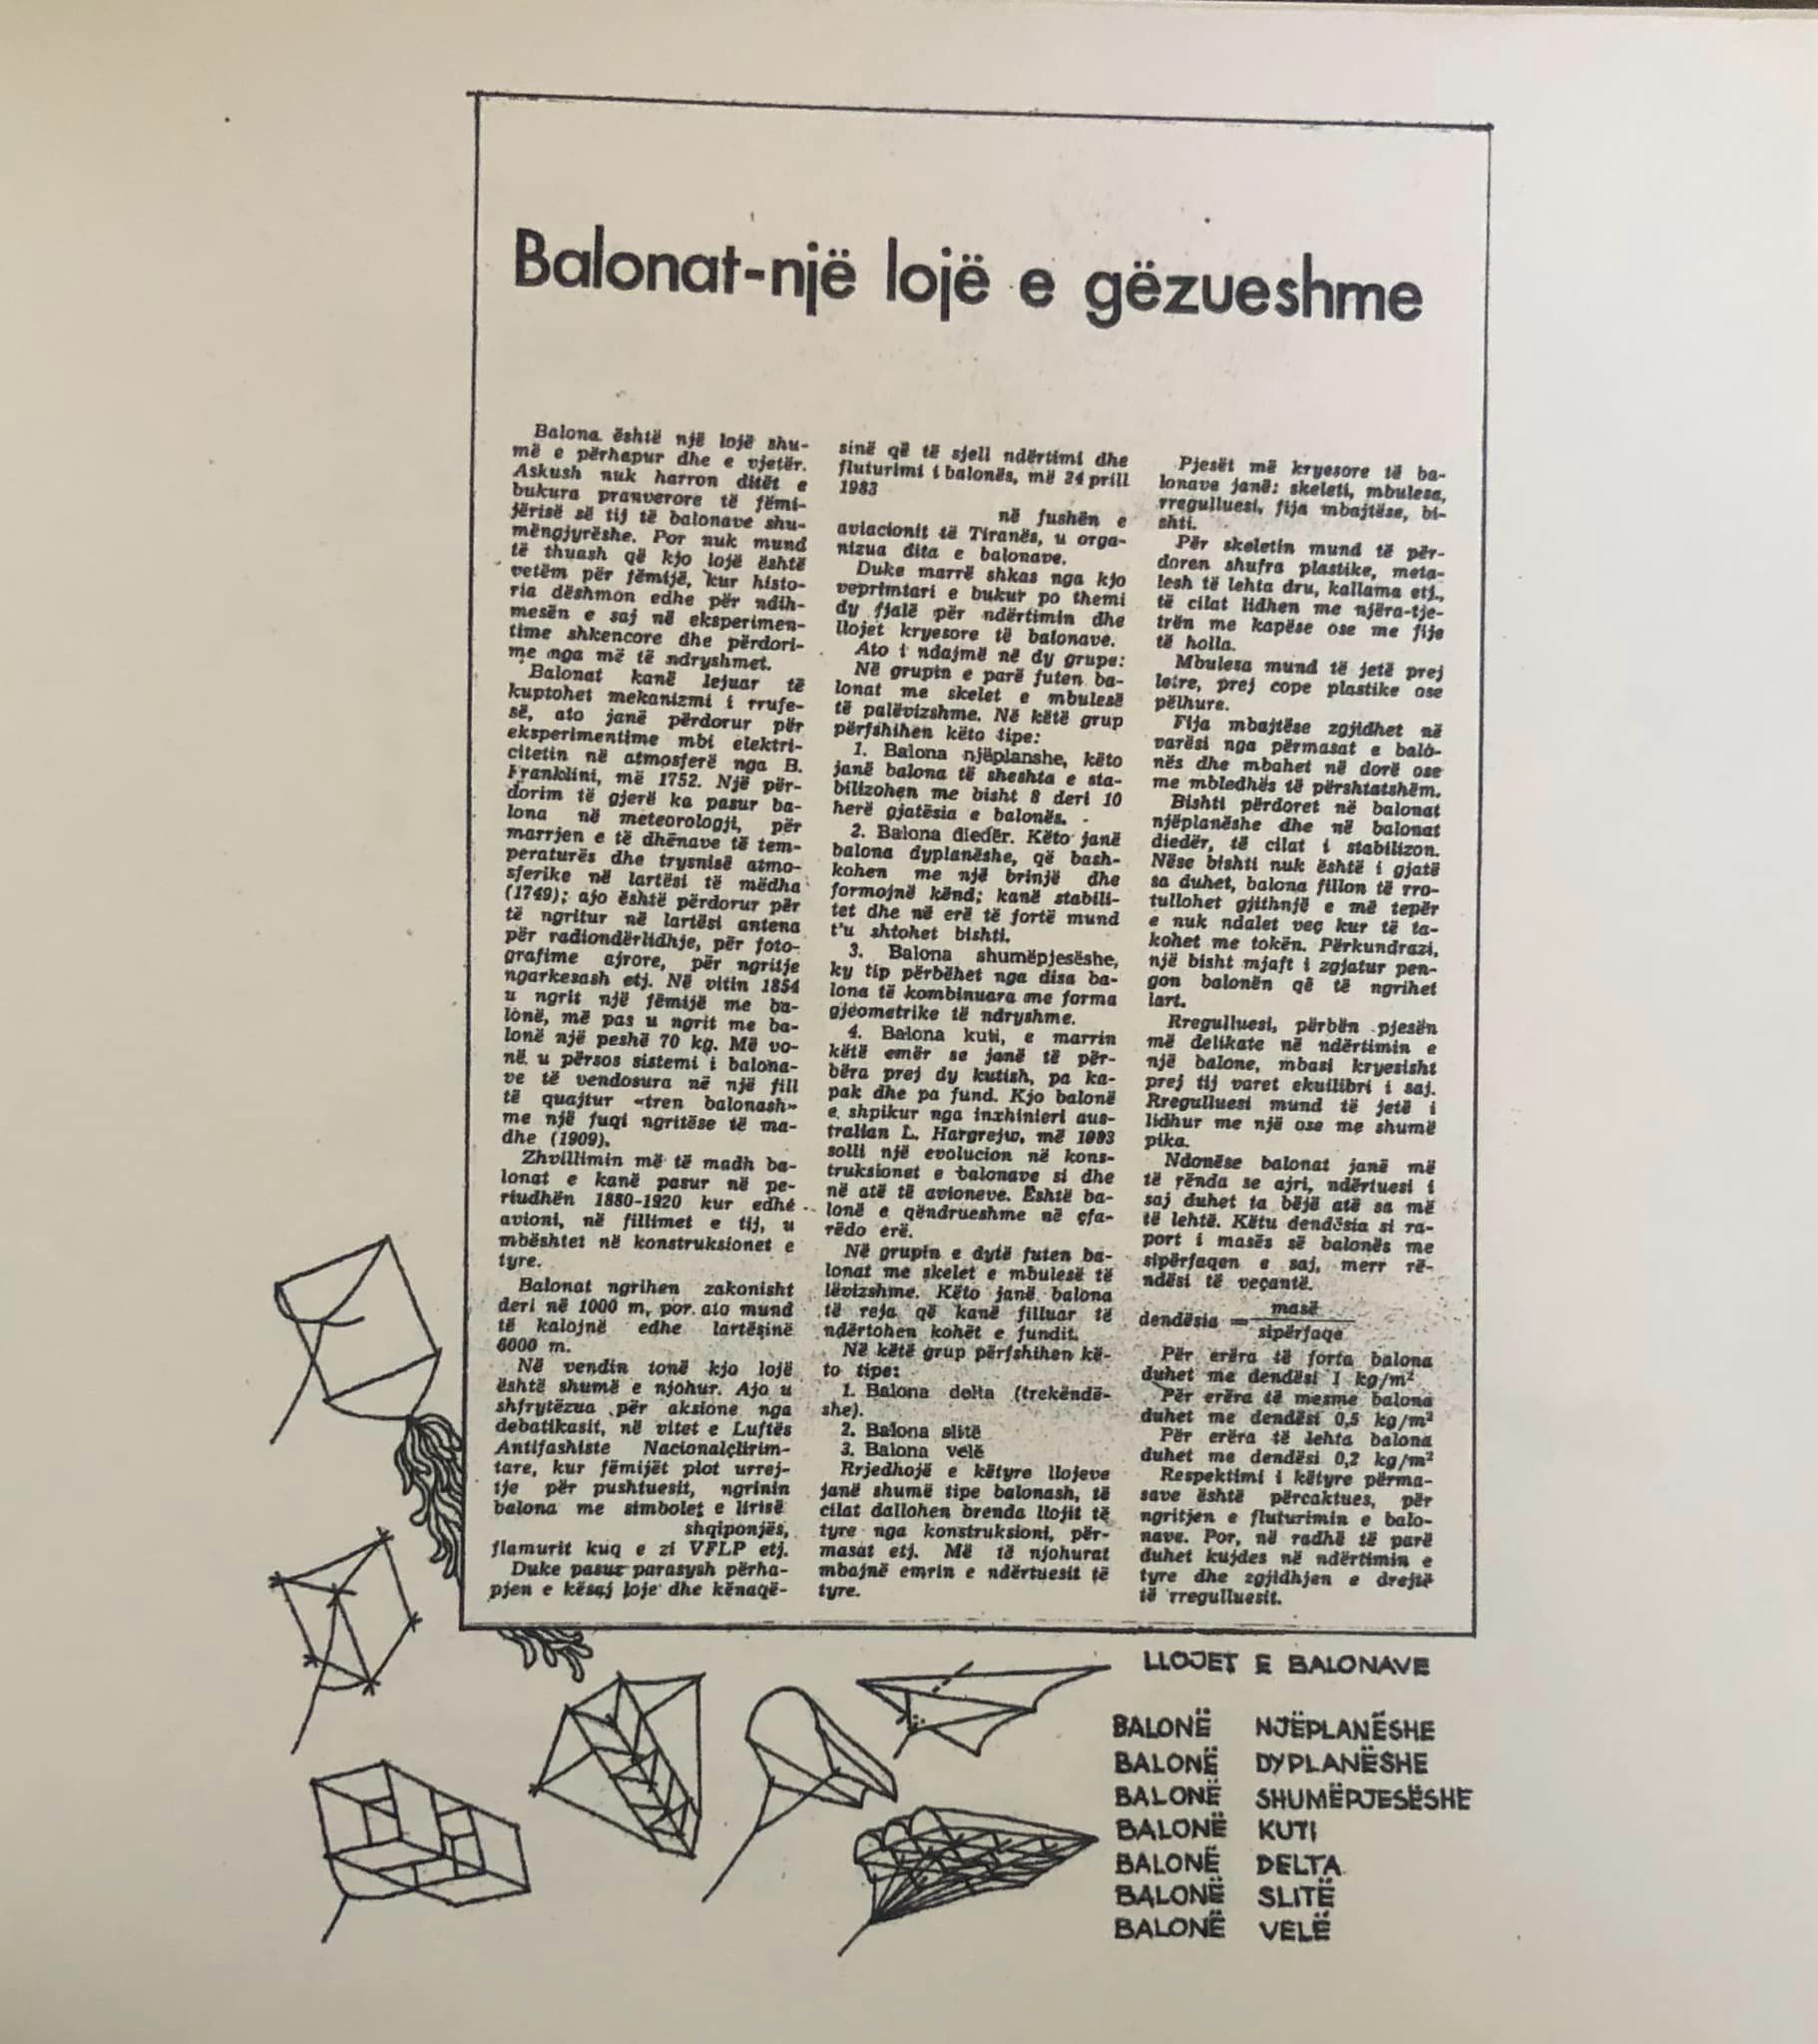 Balonat-një lojë e gëzueshme
Balona është një lojë shu-
më e përhapur dhe e vjetër.
Askush nuk harron ditët e
bukura pranverore të fëmi-
jërisë së tij të balonave shu-
mëngjyrëshe. Por nuk mund
të thuash që kjo lojë është
vetëm për fëmijë, kur histo-
ria dëshmon edhe për ndih-
mesën e saj në eksperimen-
time shkencore dhe përdori-
me nga më të ndryshmet.
Balonat kanë lejuar të
kuptohet mekanizmi i rrufe-
së, ato janë përdorur për
eksperimentime mbi elektri-
citetin në atmosferë nga B.
Franklini, më 1752. Një për-
dorim të gjerë ka pasur ba-
lona në meteorologji, për
marrjen e të dhënave të tem-
peraturës dhe trysnisë atmo-
sferike në lartësi të mëdha
(1749); ajo është përdorur për
të ngritur në lartësi antena
për radiondërlidhje, për foto-
grafime ajrore, për ngritje
ngarkesash etj. Në vitin 1854
u ngrit një fëmijë me ba-
lonë, më pas u ngrit me ba-
lonë një peshë 70 kg. Më vo-
në u përsos sistemi i balona-
ve të vendosura në një fill
të quajtur «tren balonash»
me një fuqi ngritëse të ma-
dhe (1909).
Zhvillimin më të madh ba-
lonat e kanë pasur në pe-
riudhën 1880-1920 kur edhe
avioni, në fillimet e tij, u
mbështet në konstruksionet e
tyre.
Balonat ngrihen zakonisht
deri në 1000 m, por ato mund
të kalojnë edhe lartësinë
6000 m.
Në vendin tonë kjo lojë
është shumë e njohur. Ajo u
shfrytëzua për aksione nga
debatikasit, në vitet e Luftës
Antifashiste Nacionalçlirim-
tare, kur fëmijët plot urrej-
tje për pushtuesit, ngrinin
balona me simbolet e lirisë
shqiponjës,
flamurit kuq e zi VFLP etj.
Duke pasur parasysh përha-
pjen e kësaj loje dhe kënaqë-
sinë që të sjell ndërtimi dhe
fluturimi i balonës, më 24 prill
1983
në fushën e
aviacionit të Tiranës, u orga-
nizua dita e balonave.
Duke marrë shkas nga kjo
veprimtari e bukur po themi
dy fjalë për ndërtimin dhe
llojet kryesore të balonave.
Ato i ndajmë në dy grupe:
Në grupin e parë futen ba-
lonat me skelet e mbulesë
të palëvizshme. Në këtë grup
përfshihen këto tipe:
1. Balona njëplanshe, këto
janë balona të sheshta e sta-
bilizohen me bisht 8 deri 10
herë gjatësia e balonës.
2. Balona diedër. Këto janë
balona dyplanëshe, që bash-
kohen me një brinjë dhe
formojnë kënd; kanë stabili-
tet dhe në erë të fortë mund
t'u shtohet bishti.
3. Balona shumëpjesëshe,
ky tip përbëhet nga disa ba-
lona të kombinuara me forma
gjeometrike të ndryshme.
4. Balona kuti, e marrin
këtë emër se janë të për-
bëra prej dy kutish, pa ka-
pak dhe pa fund. Kjo balonë
e shpikur nga inxhinieri aus-
tralian L. Hargrejw, më
solli një evolucion në kons-
truksionet e balonave si dhe
në atë të avioneve. Është ba-
lonë e qëndrueshme në çfa-
rëdo erë.
Në grupin e dytë futen ba-
lonat me skelet e mbulesë të
lëvizshme. Këto janë balona
të reja që kanë filluar të
ndërtohen kohët e fundit.
Në këtë grup përfshihen kë-
to tipe:
1. Balona delta (trekëndë-
she).
2. Balona slitë
3. Balona velë
Rrjedhojë e këtyre llojeve
janë shumë tipe balonash, të
cilat dallohen brenda llojit të
tyre nga konstruksioni, për-
masat etj. Më të njohurat
mbajnë emrin e ndërtuesit të
tyre.
Pjesët më kryesore të ba-
lonave janë: skeleti, mbulesa,
rregulluesi, fija mbajtëse, bi-
shti.
Për skeletin mund të për-
doren shufra plastike, meta-
lesh të lehta dru, kallama etj.,
të cilat lidhen me njëra-tje-
trën me kapëse ose me fije
të holla.
Mbulesa mund të jetë prej
letre, prej cope plastike ose
pëlhure.
Fija mbajtëse zgjidhet në
varësi nga përmasat e balo-
nës dhe mbahet në dorë ose
me mbledhës të përshtatshëm.
Bishti përdoret në balonat
njëplanëshe dhe në balonat
diedër, të cilat i stabilizon.
Nëse bishti nuk është i gjatë
sa duhet, balona fillon të rro-
tullohet gjithnjë e më tepër
e nuk ndalet veç kur të ta-
kohet me tokën. Përkundrazi,
një bisht mjaft i zgjatur pen-
gon balonën që të ngrihet
lart.
Rregulluesi, përbën pjesën
më delikate në ndërtimin e
një balone, mbasi kryesisht
prej tij varet ekuilibri i saj.
Rregulluesi mund të jetë i
lidhur me një ose me shumë
pika.
Ndonëse balonat janë më
të rënda se ajri, ndërtuesi i
saj duhet ta bëjë atë sa më
të lehtë. Këtu dendësia si ra-
port i masës së balonës me
sipërfaqen e saj, merr rë-
ndësi të veçantë.
masë
dendësia =
sipërfaqe
Për erëra të forta balona
duhet me dendësi 1 kg/m²
Për erëra të mesme balona
duhet me dendësi 0,5 kg/m²
Për erëra të lehta balona
duhet me dendësi 0,2 kg/m²
Respektimi i këtyre përma-
save është përcaktues, për
ngritjen e fluturimin e balo-
nave. Por, në radhë të parë
duhet kujdes në ndërtimin e
tyre dhe zgjidhjen e drejtë
të rregulluesit.
LLOJET E BALONAVE
BALONË NJËPLANËSHE
BALONË DYPLANËSHE
BALONË SHUMËPJESËSHE
BALONË KUTI
BALONË DELTA
BALONË SLITË
BALONË VELË